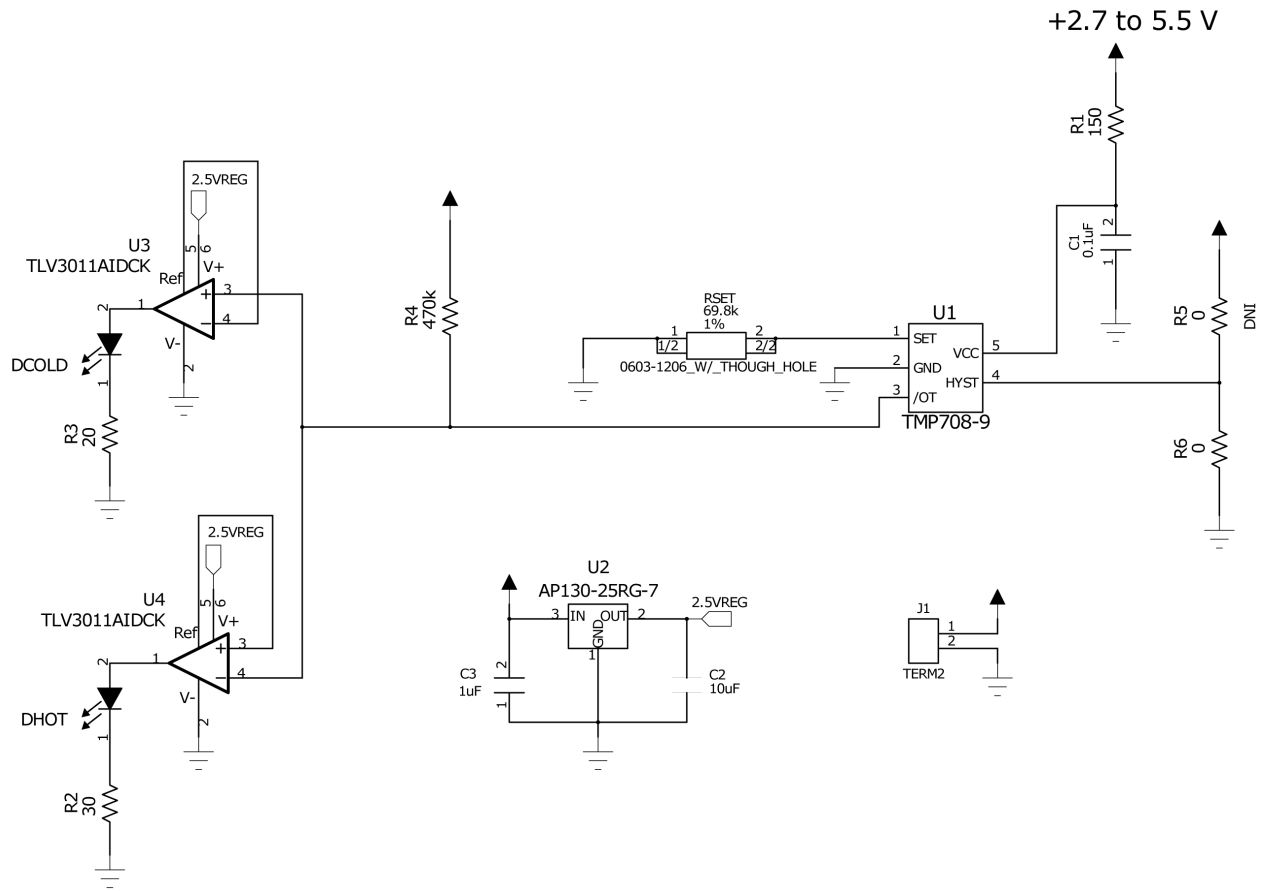 +2.7 to 5.5 V
R1
150
2
C1
0.1uF
1
2.5VREG
U3
TLV3011AIDCK
5
6
V+
Ref
3
+
4
−
1
2
V-
2
DCOLD
1
R3
20
R4
470k
RSET
69.8k
1%
1
2
1/2
2/2
0603-1206_W/_THOUGH_HOLE
U1
1
SET
2
GND
3
/OT
VCC
5
HYST
4
TMP708-9
R5
0
DNI
R6
0
2.5VREG
U4
TLV3011AIDCK
5
6
V+
Ref
3
+
4
−
1
2
V-
2
DHOT
1
R2
30
U2
AP130-25RG-7
3
IN
OUT
2
GND
1
2.5VREG
C3
1uF
2
1
C2
10uF
J1
1
2
TERM2